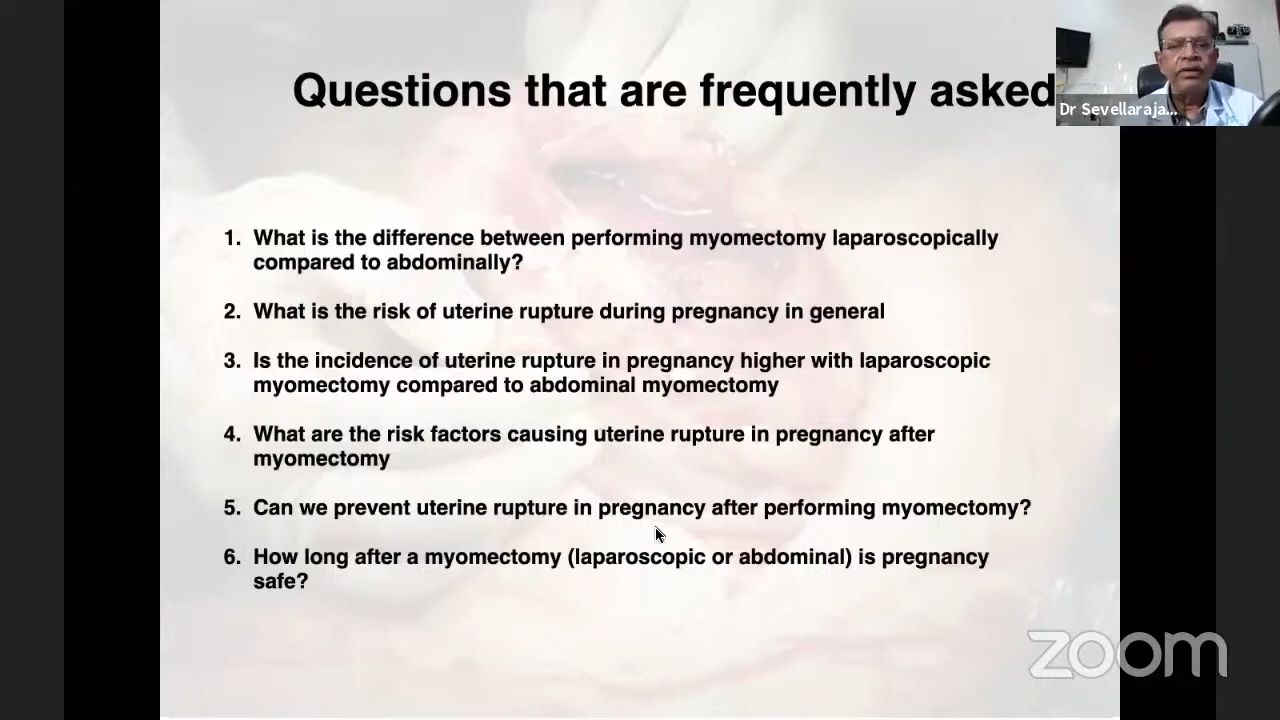 Questions that are frequently asked
Dr Sevellaraja...
1. What is the difference between performing myomectomy laparoscopically
compared to abdominally?
2. What is the risk of uterine rupture during pregnancy in general
3. Is the incidence of uterine rupture in pregnancy higher with laparoscopic
myomectomy compared to abdominal myomectomy
4. What are the risk factors causing uterine rupture in pregnancy after
myomectomy
5. Can we prevent uterine rupture in pregnancy after performing myomectomy?
6. How long after a myomectomy (laparoscopic or abdominal) is pregnancy
safe?
zoom